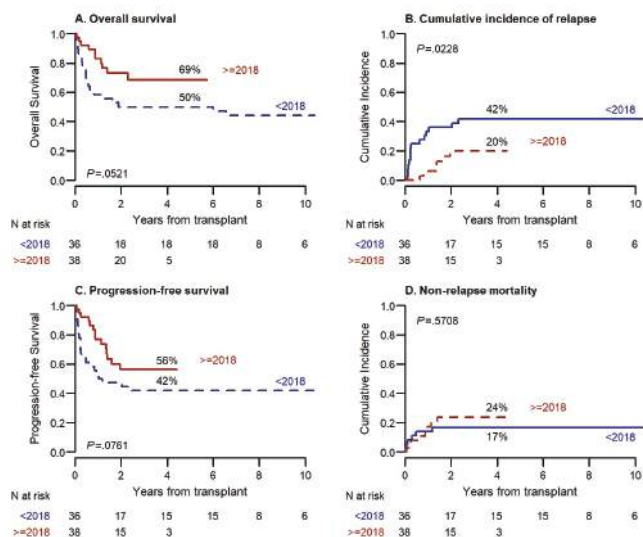 A. Overall survival
1.0
0.8
0.6
0.4
0.2
0.0
Overall Survival
69%
>=2018
50%
<2018
P=.0521
0 2 4 6 8 10
Years from transplant
N at risk
<2018 36 18 18 18 8 6
>=2018 38 20 5
B. Cumulative incidence of relapse
1.0
0.8
0.6
0.4
0.2
0.0
Cumulative Incidence
P=.0228
42%
<2018
20%
>=2018
0 2 4 6 8 10
Years from transplant
N at risk
<2018 36 17 15 15 8 6
>=2018 38 15 3
C. Progression-free survival
1.0
0.8
0.6
0.4
0.2
0.0
Progression-free Survival
56%
>=2018
42%
<2018
P=.0761
0 2 4 6 8 10
Years from transplant
N at risk
<2018 36 17 15 15 8 6
>=2018 38 15 3
D. Non-relapse mortality
1.0
0.8
0.6
0.4
0.2
0.0
Cumulative Incidence
P=.5708
24%
>=2018
17%
<2018
0 2 4 6 8 10
Years from transplant
N at risk
<2018 36 17 15 15 8 6
>=2018 38 15 3